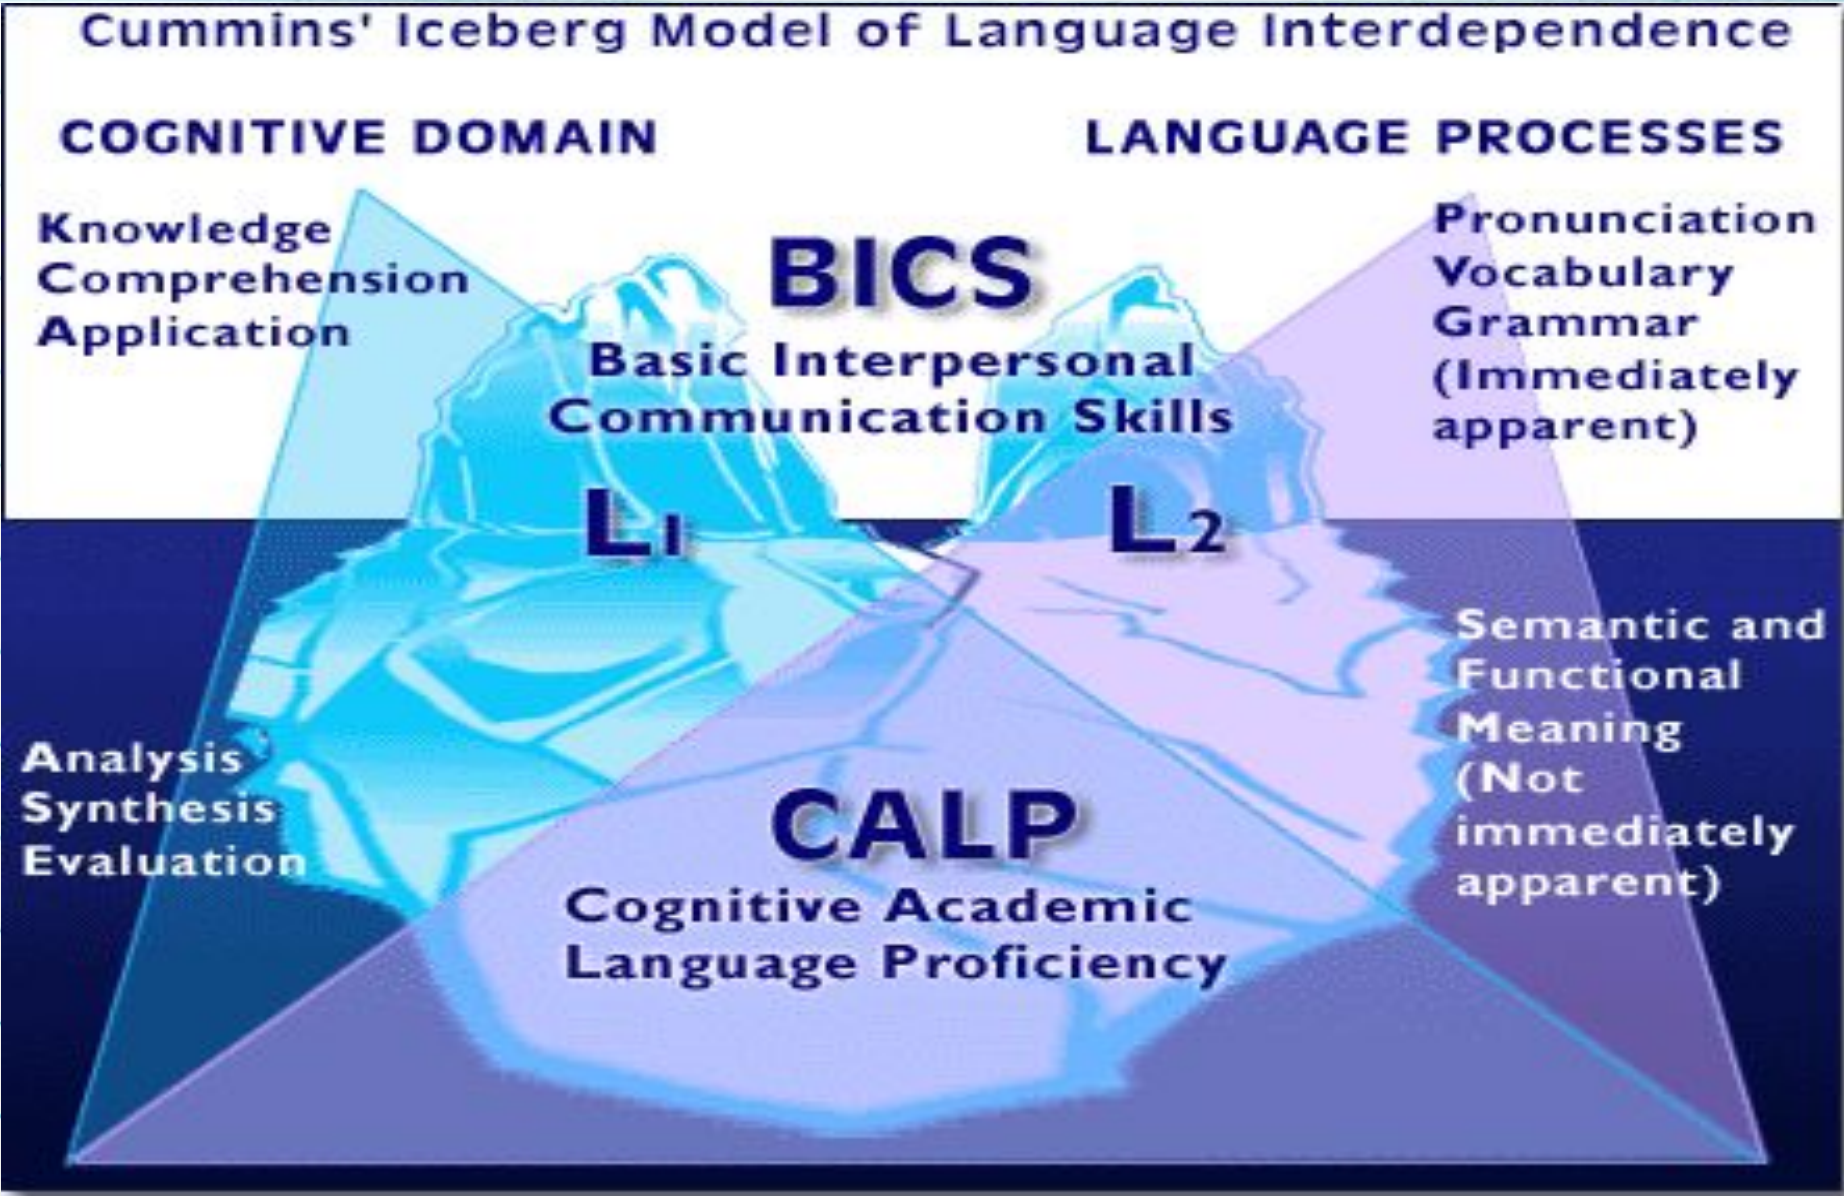 Cummins' Iceberg Model of Language Interdependence
COGNITIVE DOMAIN
LANGUAGE PROCESSES
Knowledge
Comprehension
Application
BICS
Basic Interpersonal
Communication Skills
Pronunciation
Vocabulary
Grammar
(Immediately
apparent)
L1
L2
Analysis
Synthesis
Evaluation
CALP
Cognitive Academic
Language Proficiency
Semantic and
Functional
Meaning
(Not
immediately
apparent)